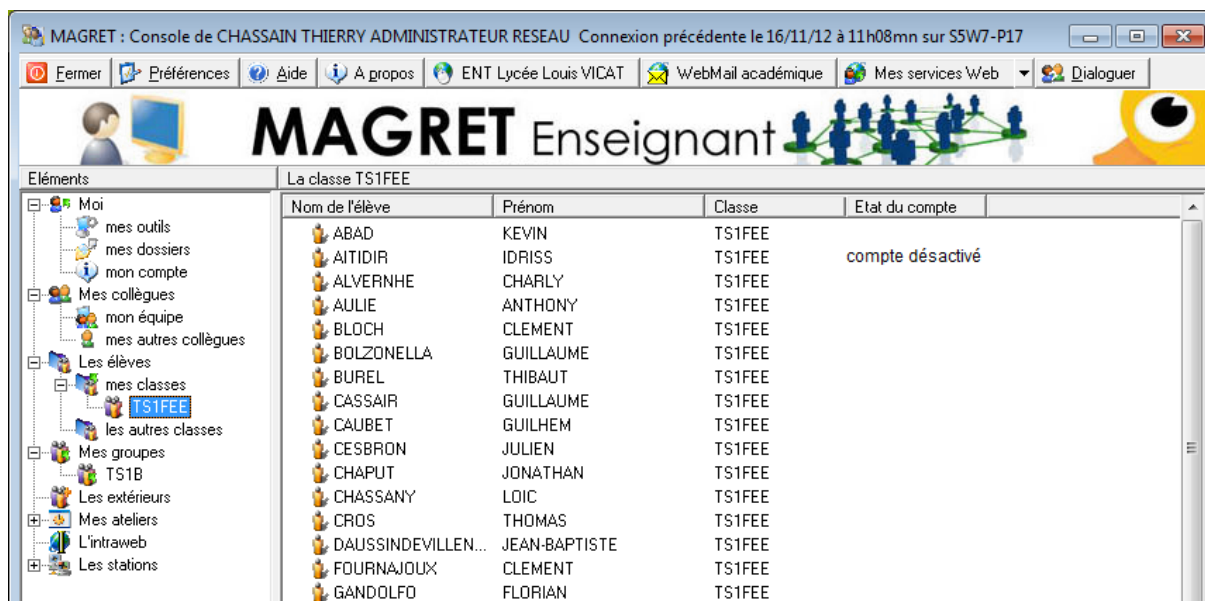 MAGRET : Console de CHASSAIN THIERRY ADMINISTRATEUR RESEAU Connexion précédente le 16/11/12 à 11h08mn sur S5W7-P17
Fermer Préférences Aide A propos ENT Lycée Louis VICAT WebMail académique Mes services Web Dialoguer
MAGRET Enseignant
Eléments
La classe TS1FEE
Moi
mes outils
mes dossiers
mon compte
Mes collègues
mon équipe
mes autres collègues
Les élèves
mes classes
TS1FEE
les autres classes
Mes groupes
TS1B
Les extérieurs
Mes ateliers
L'intraweb
Les stations
Nom de l'élève Prénom Classe Etat du compte
ABAD KEVIN TS1FEE
AITIDIR IDRISS TS1FEE compte désactivé
ALVERNHE CHARLY TS1FEE
AULIE ANTHONY TS1FEE
BLOCH CLEMENT TS1FEE
BOLZONELLA GUILLAUME TS1FEE
BUREL THIBAUT TS1FEE
CASSAIR GUILLAUME TS1FEE
CAUBET GUILHEM TS1FEE
CESBRON JULIEN TS1FEE
CHAPUT JONATHAN TS1FEE
CHASSANY LOIC TS1FEE
CROS THOMAS TS1FEE
DAUSSINDEVILLEN... JEAN-BAPTISTE TS1FEE
FOURNAJOUX CLEMENT TS1FEE
GANDOLFO FLORIAN TS1FEE